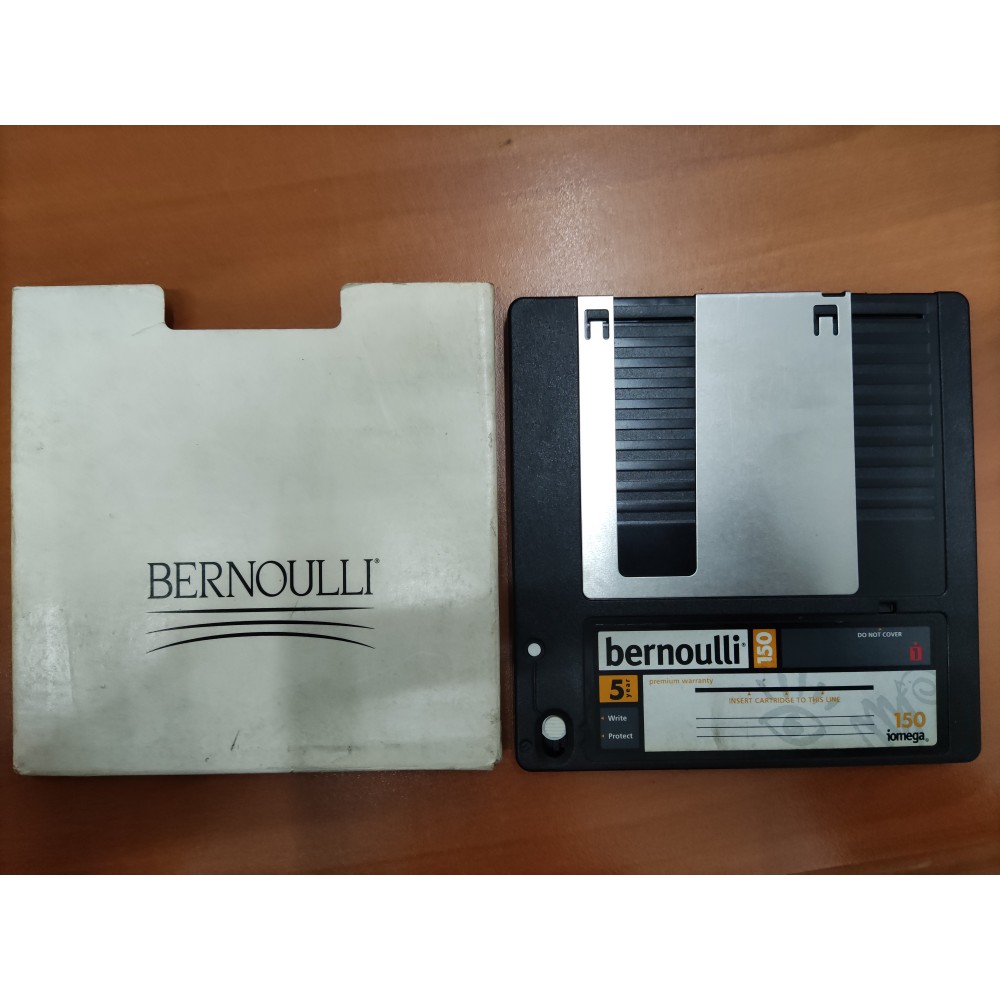 BERNOULLI®
bernoulli® 150
DO NOT COVER
5 year
premium warranty
INSERT CARTRIDGE TO THIS LINE
• Write
• Protect
150
iomega®